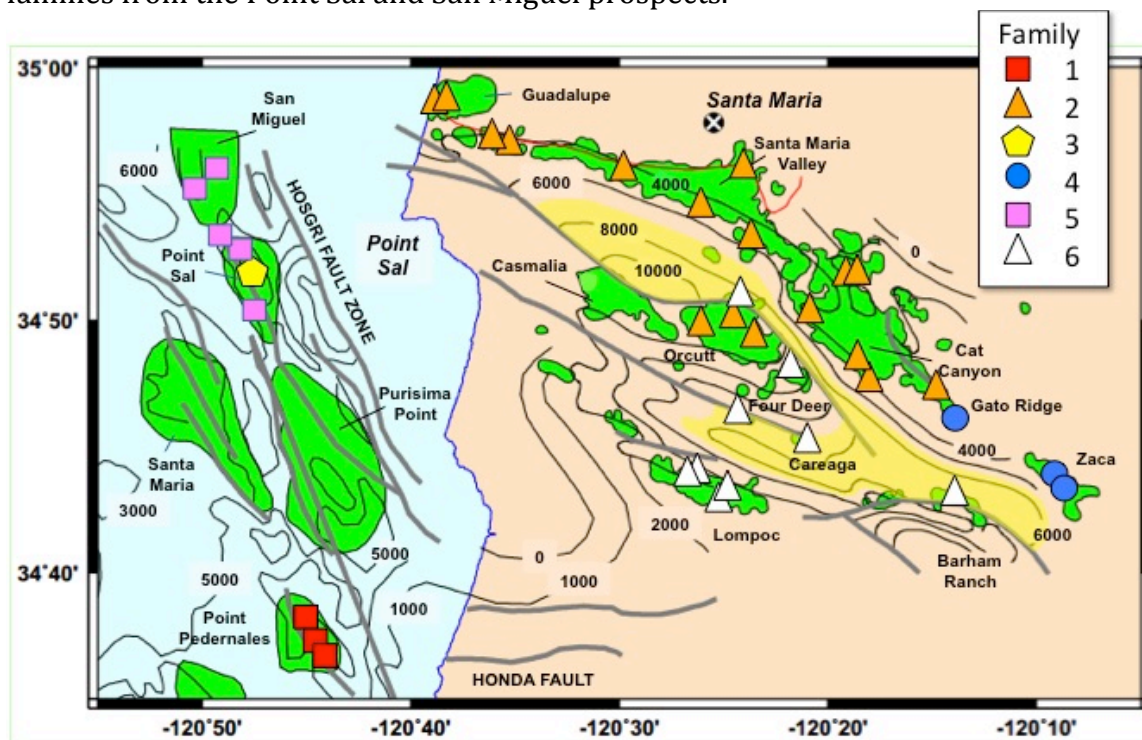 families from the Point Sal and San Miguel prospects.
Family
1
2
3
4
5
6
35°00'
34°50'
34°40'
San
Miguel
6000
HOSGRI FAULT ZONE
Point
Sal
Point
Sal
Purisima
Point
Santa
Maria
3000
5000
5000
1000
Point
Pedernales
Guadalupe
Santa Maria
Santa Maria
Valley
6000
4000
8000
10000
0
Casmalia
Orcutt
Cat
Canyon
Four Deer
Gato Ridge
Careaga
4000
Zaca
2000
Lompoc
6000
Barham
Ranch
0
1000
HONDA FAULT
-120°50'
-120°40'
-120°30'
-120°20'
-120°10'